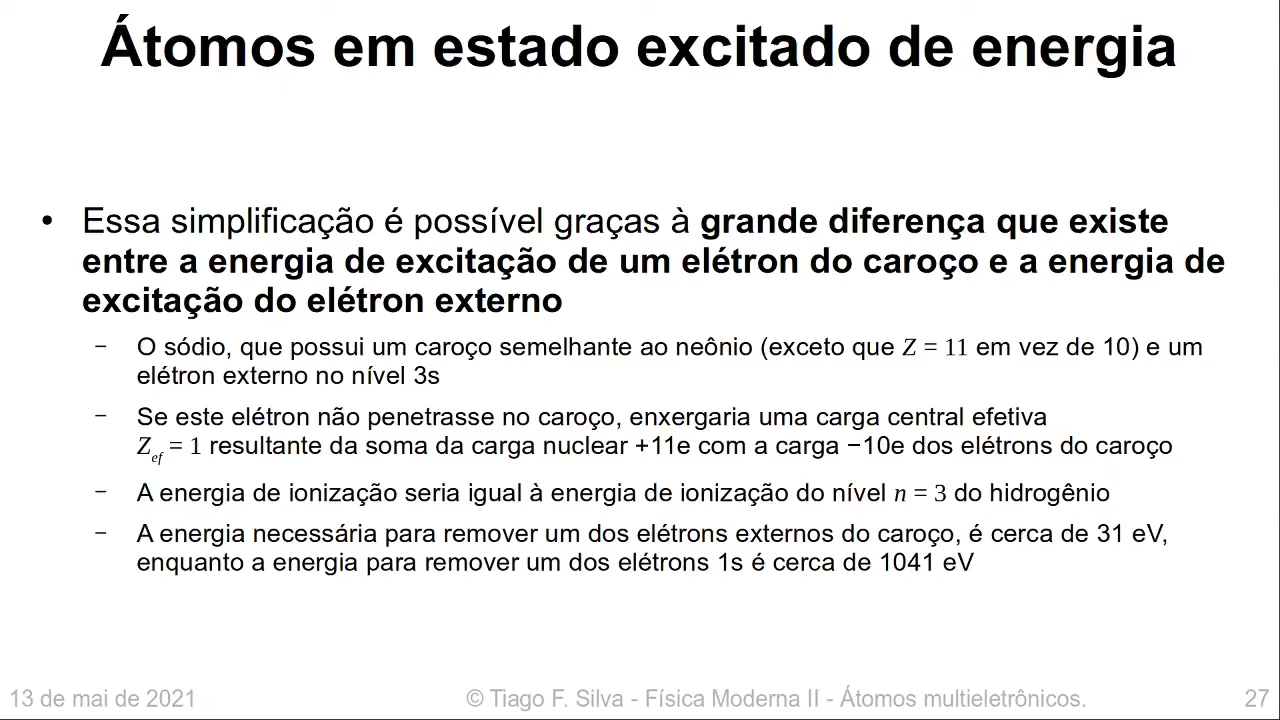 Átomos em estado excitado de energia
• Essa simplificação é possível graças à grande diferença que existe
entre a energia de excitação de um elétron do caroço e a energia de
excitação do elétron externo
– O sódio, que possui um caroço semelhante ao neônio (exceto que Z = 11 em vez de 10) e um
elétron externo no nível 3s
– Se este elétron não penetrasse no caroço, enxergaria uma carga central efetiva
Zef = 1 resultante da soma da carga nuclear +11e com a carga −10e dos elétrons do caroço
– A energia de ionização seria igual à energia de ionização do nível n = 3 do hidrogênio
– A energia necessária para remover um dos elétrons externos do caroço, é cerca de 31 eV,
enquanto a energia para remover um dos elétrons 1s é cerca de 1041 eV
13 de mai de 2021 © Tiago F. Silva - Física Moderna II - Átomos multieletrônicos. 27